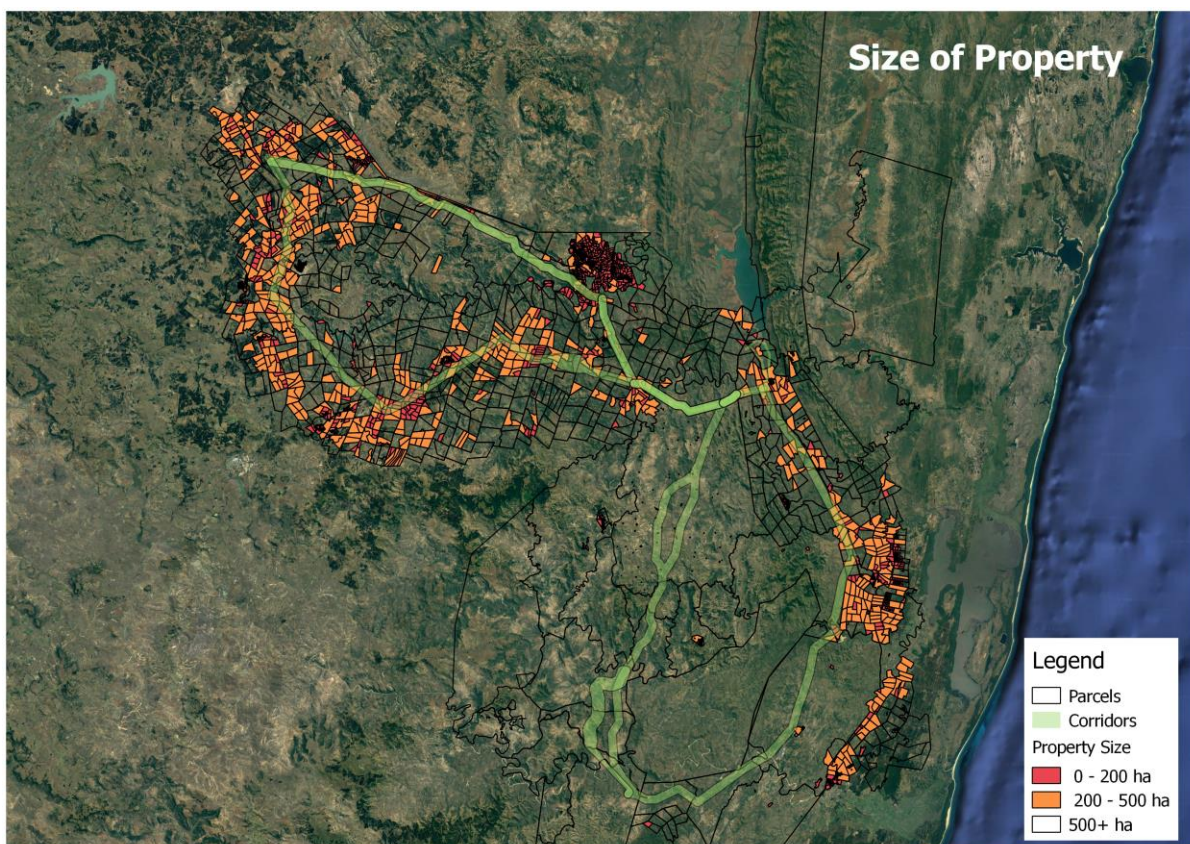 Size of Property
Legend
Parcels
Corridors
Property Size
0 - 200 ha
200 - 500 ha
500+ ha